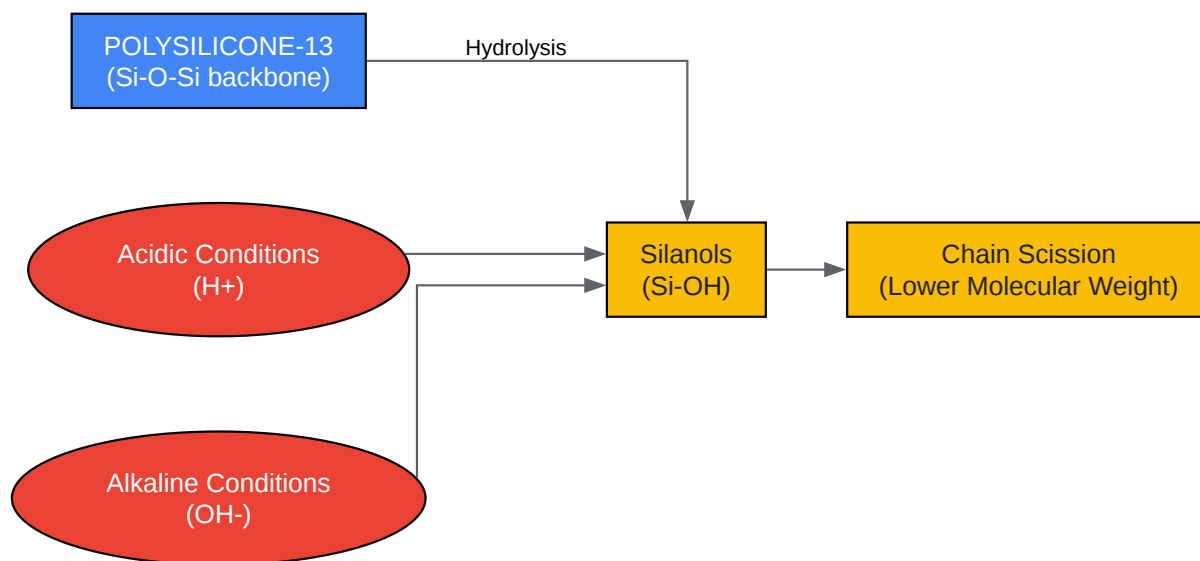 POLYSILICONE-13
(Si-O-Si backbone)
Hydrolysis
Acidic Conditions
(H+)
Silanols
(Si-OH)
Chain Scission
(Lower Molecular Weight)
Alkaline Conditions
(OH-)